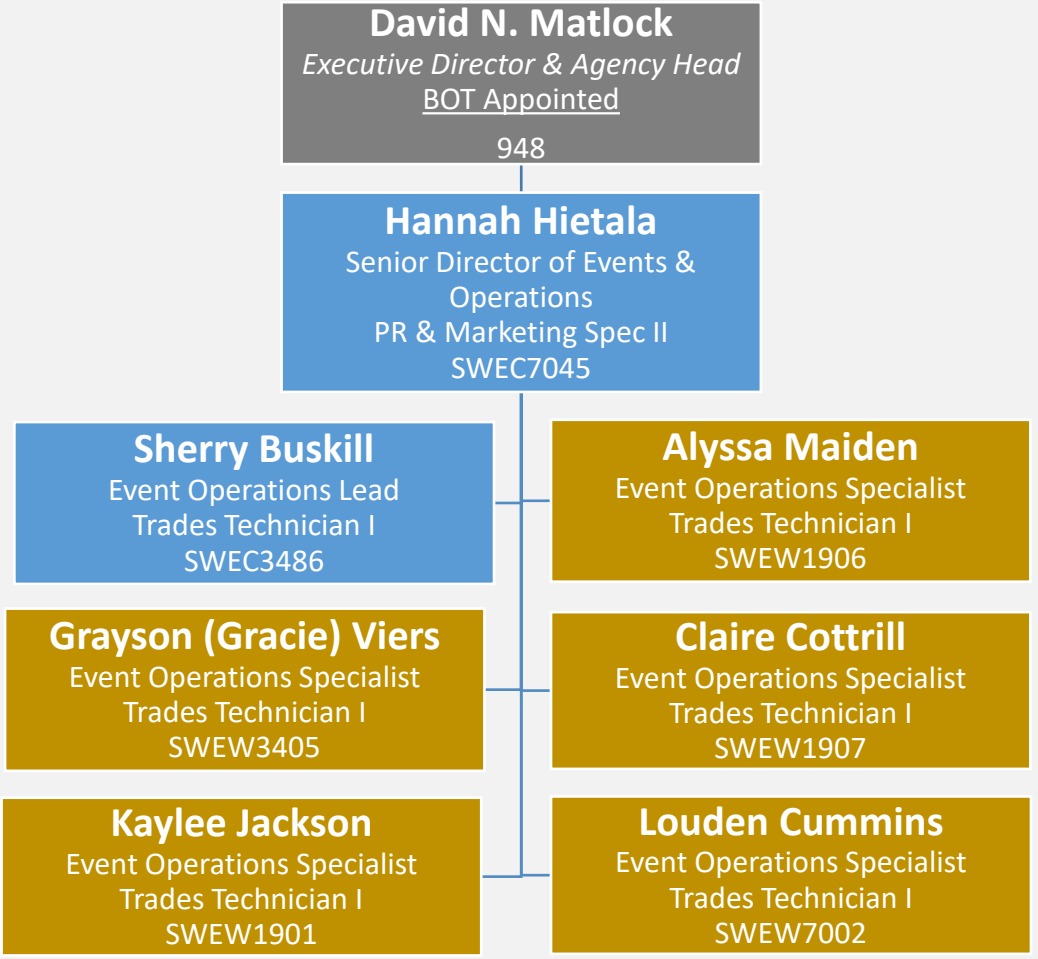 David N. Matlock
Executive Director & Agency Head
BOT Appointed
948
Hannah Hietala
Senior Director of Events &
Operations
PR & Marketing Spec II
SWEC7045
Sherry Buskill
Event Operations Lead
Trades Technician I
SWEC3486
Alyssa Maiden
Event Operations Specialist
Trades Technician I
SWEW1906
Grayson (Gracie) Viers
Event Operations Specialist
Trades Technician I
SWEW3405
Claire Cottrill
Event Operations Specialist
Trades Technician I
SWEW1907
Kaylee Jackson
Event Operations Specialist
Trades Technician I
SWEW1901
Louden Cummins
Event Operations Specialist
Trades Technician I
SWEW7002